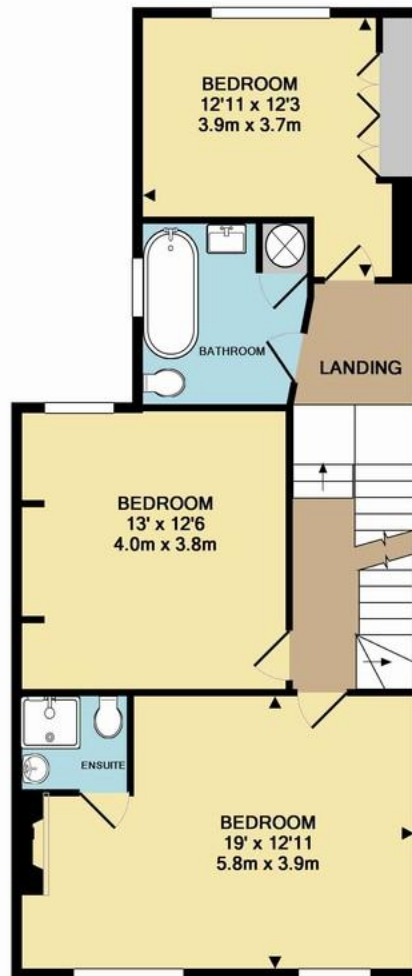 BEDROOM
12'11 x 12'3
3.9m x 3.7m
BATHROOM
LANDING
BEDROOM
13' x 12'6
4.0m x 3.8m
ENSUITE
BEDROOM
19' x 12'11
5.8m x 3.9m